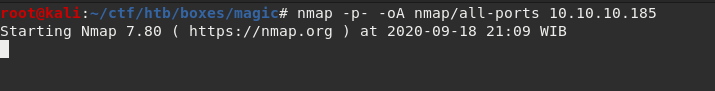 root@kali:~/ctf/htb/boxes/magic# nmap -p- -oA nmap/all-ports 10.10.10.185
Starting Nmap 7.80 ( https://nmap.org ) at 2020-09-18 21:09 WIB